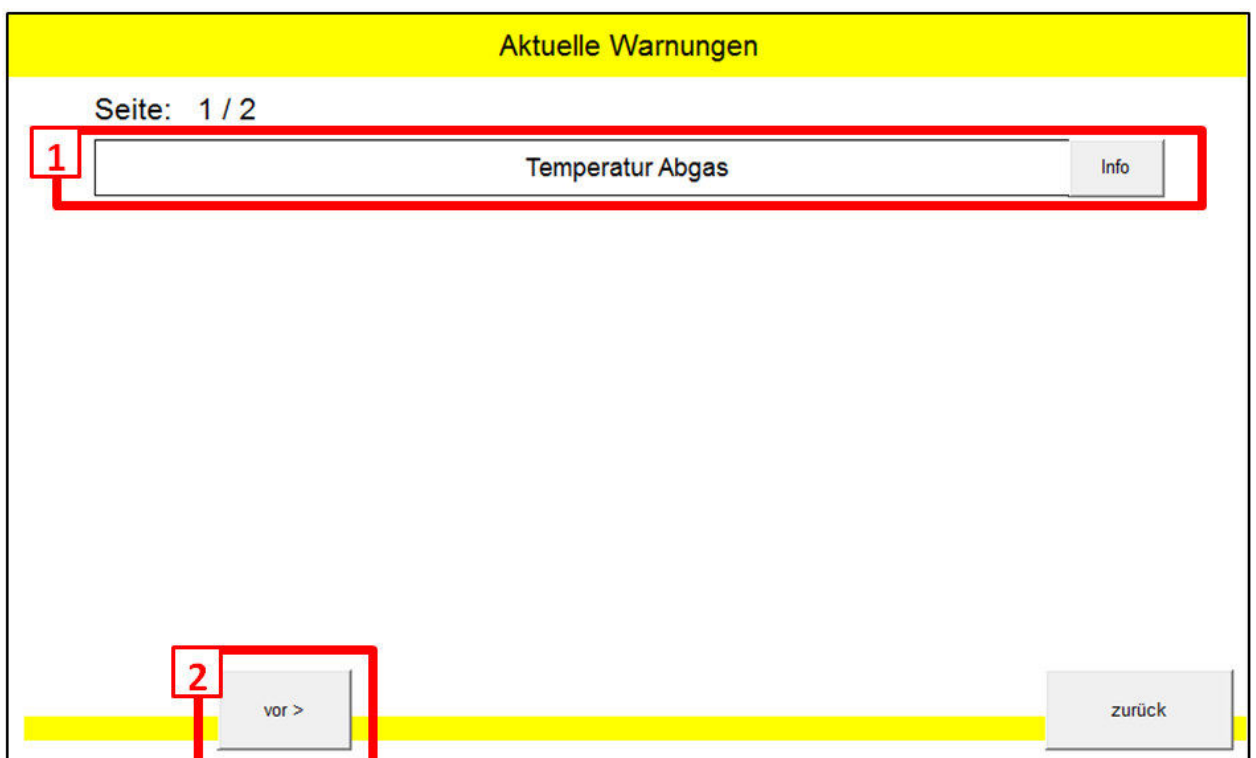 Aktuelle Warnungen
Seite: 1 / 2
1
Temperatur Abgas Info
2
vor > zurück